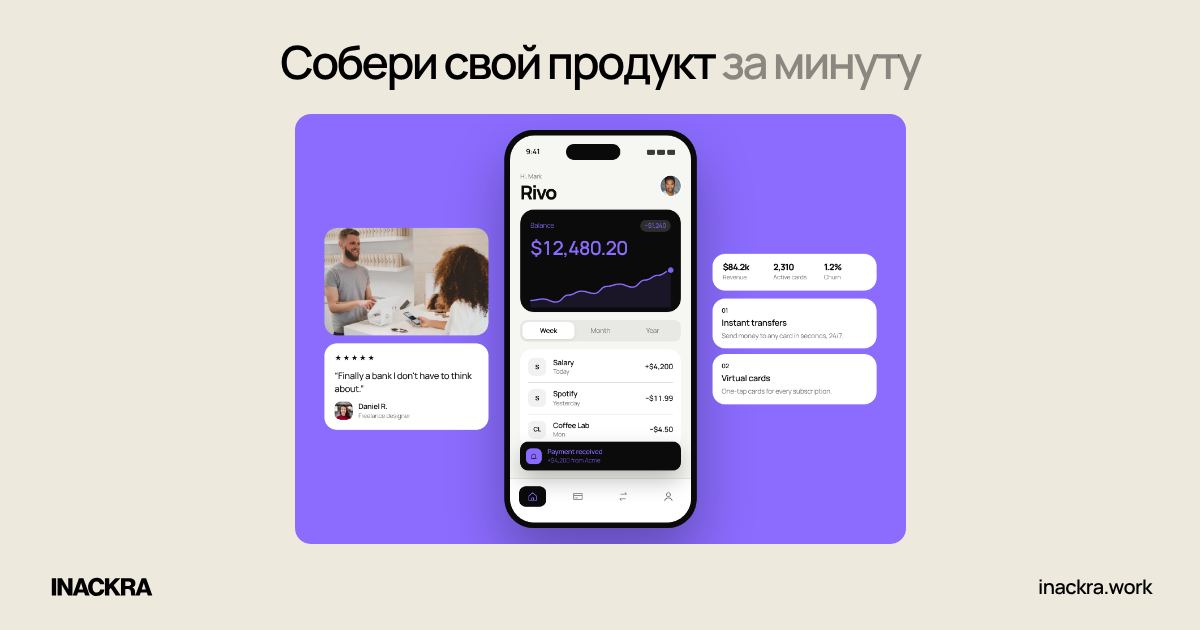 Собери свой продукт за минуту
★★★★★
"Finally a bank I don't have to think
about."
Daniel R.
Freelance designer
9:41
Hi, Mark
Rivo
Balance
+$1,240
$12,480.20
Week
Month
Year
S
Salary
Today
+$4,200
S
Spotify
Yesterday
−$11.99
CL
Coffee Lab
Mon
−$4.50
Payment received
+$4,200 from Acme
$84.2k
Revenue
2,310
Active cards
1.2%
Churn
01
Instant transfers
Send money to any card in seconds, 24/7.
02
Virtual cards
One-tap cards for every subscription.
INACKRA
inackra.work